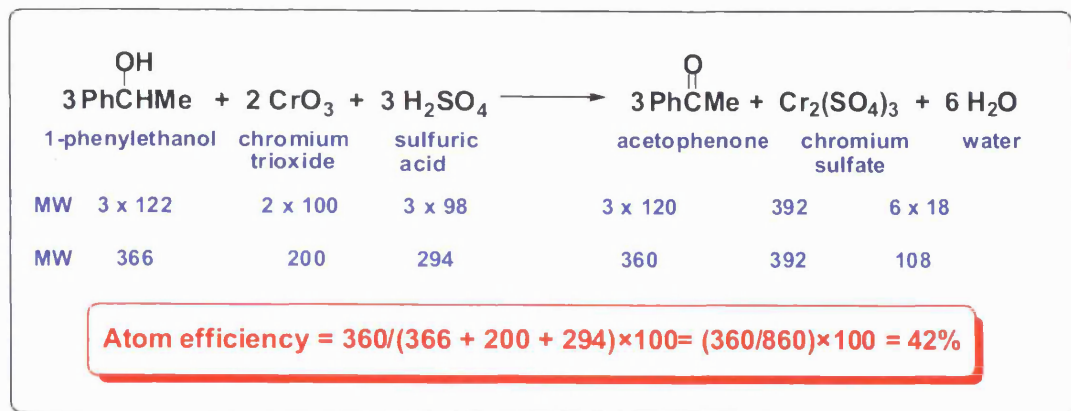 OH
O
3 PhCHMe + 2 CrO₃ + 3 H₂SO₄ → 3 PhCMe + Cr₂(SO₄)₃ + 6 H₂O
1-phenylethanol chromium trioxide sulfuric acid acetophenone chromium sulfate water
MW 3 x 122 2 x 100 3 x 98 3 x 120 392 6 x 18
MW 366 200 294 360 392 108
Atom efficiency = 360/(366 + 200 + 294)×100= (360/860)×100 = 42%